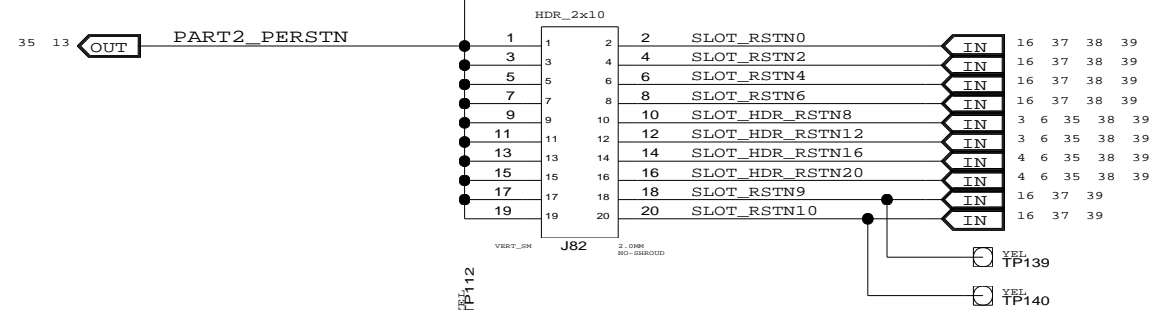 HDR_2x10
35 13 OUT PART2_PERSTN
1 1 2 2 SLOT_RSTN0 IN 16 37 38 39
3 3 4 4 SLOT_RSTN2 IN 16 37 38 39
5 5 6 6 SLOT_RSTN4 IN 16 37 38 39
7 7 8 8 SLOT_RSTN6 IN 16 37 38 39
9 9 10 10 SLOT_HDR_RSTN8 IN 3 6 35 38 39
11 11 12 12 SLOT_HDR_RSTN12 IN 3 6 35 38 39
13 13 14 14 SLOT_HDR_RSTN16 IN 4 6 35 38 39
15 15 16 16 SLOT_HDR_RSTN20 IN 4 6 35 38 39
17 17 18 18 SLOT_RSTN9 IN 16 37 39
19 19 20 20 SLOT_RSTN10 IN 16 37 39
VERT_SM J82 2.0MM
NO-SHROUD
YEL
TP139
YEL
TP112
YEL
TP140